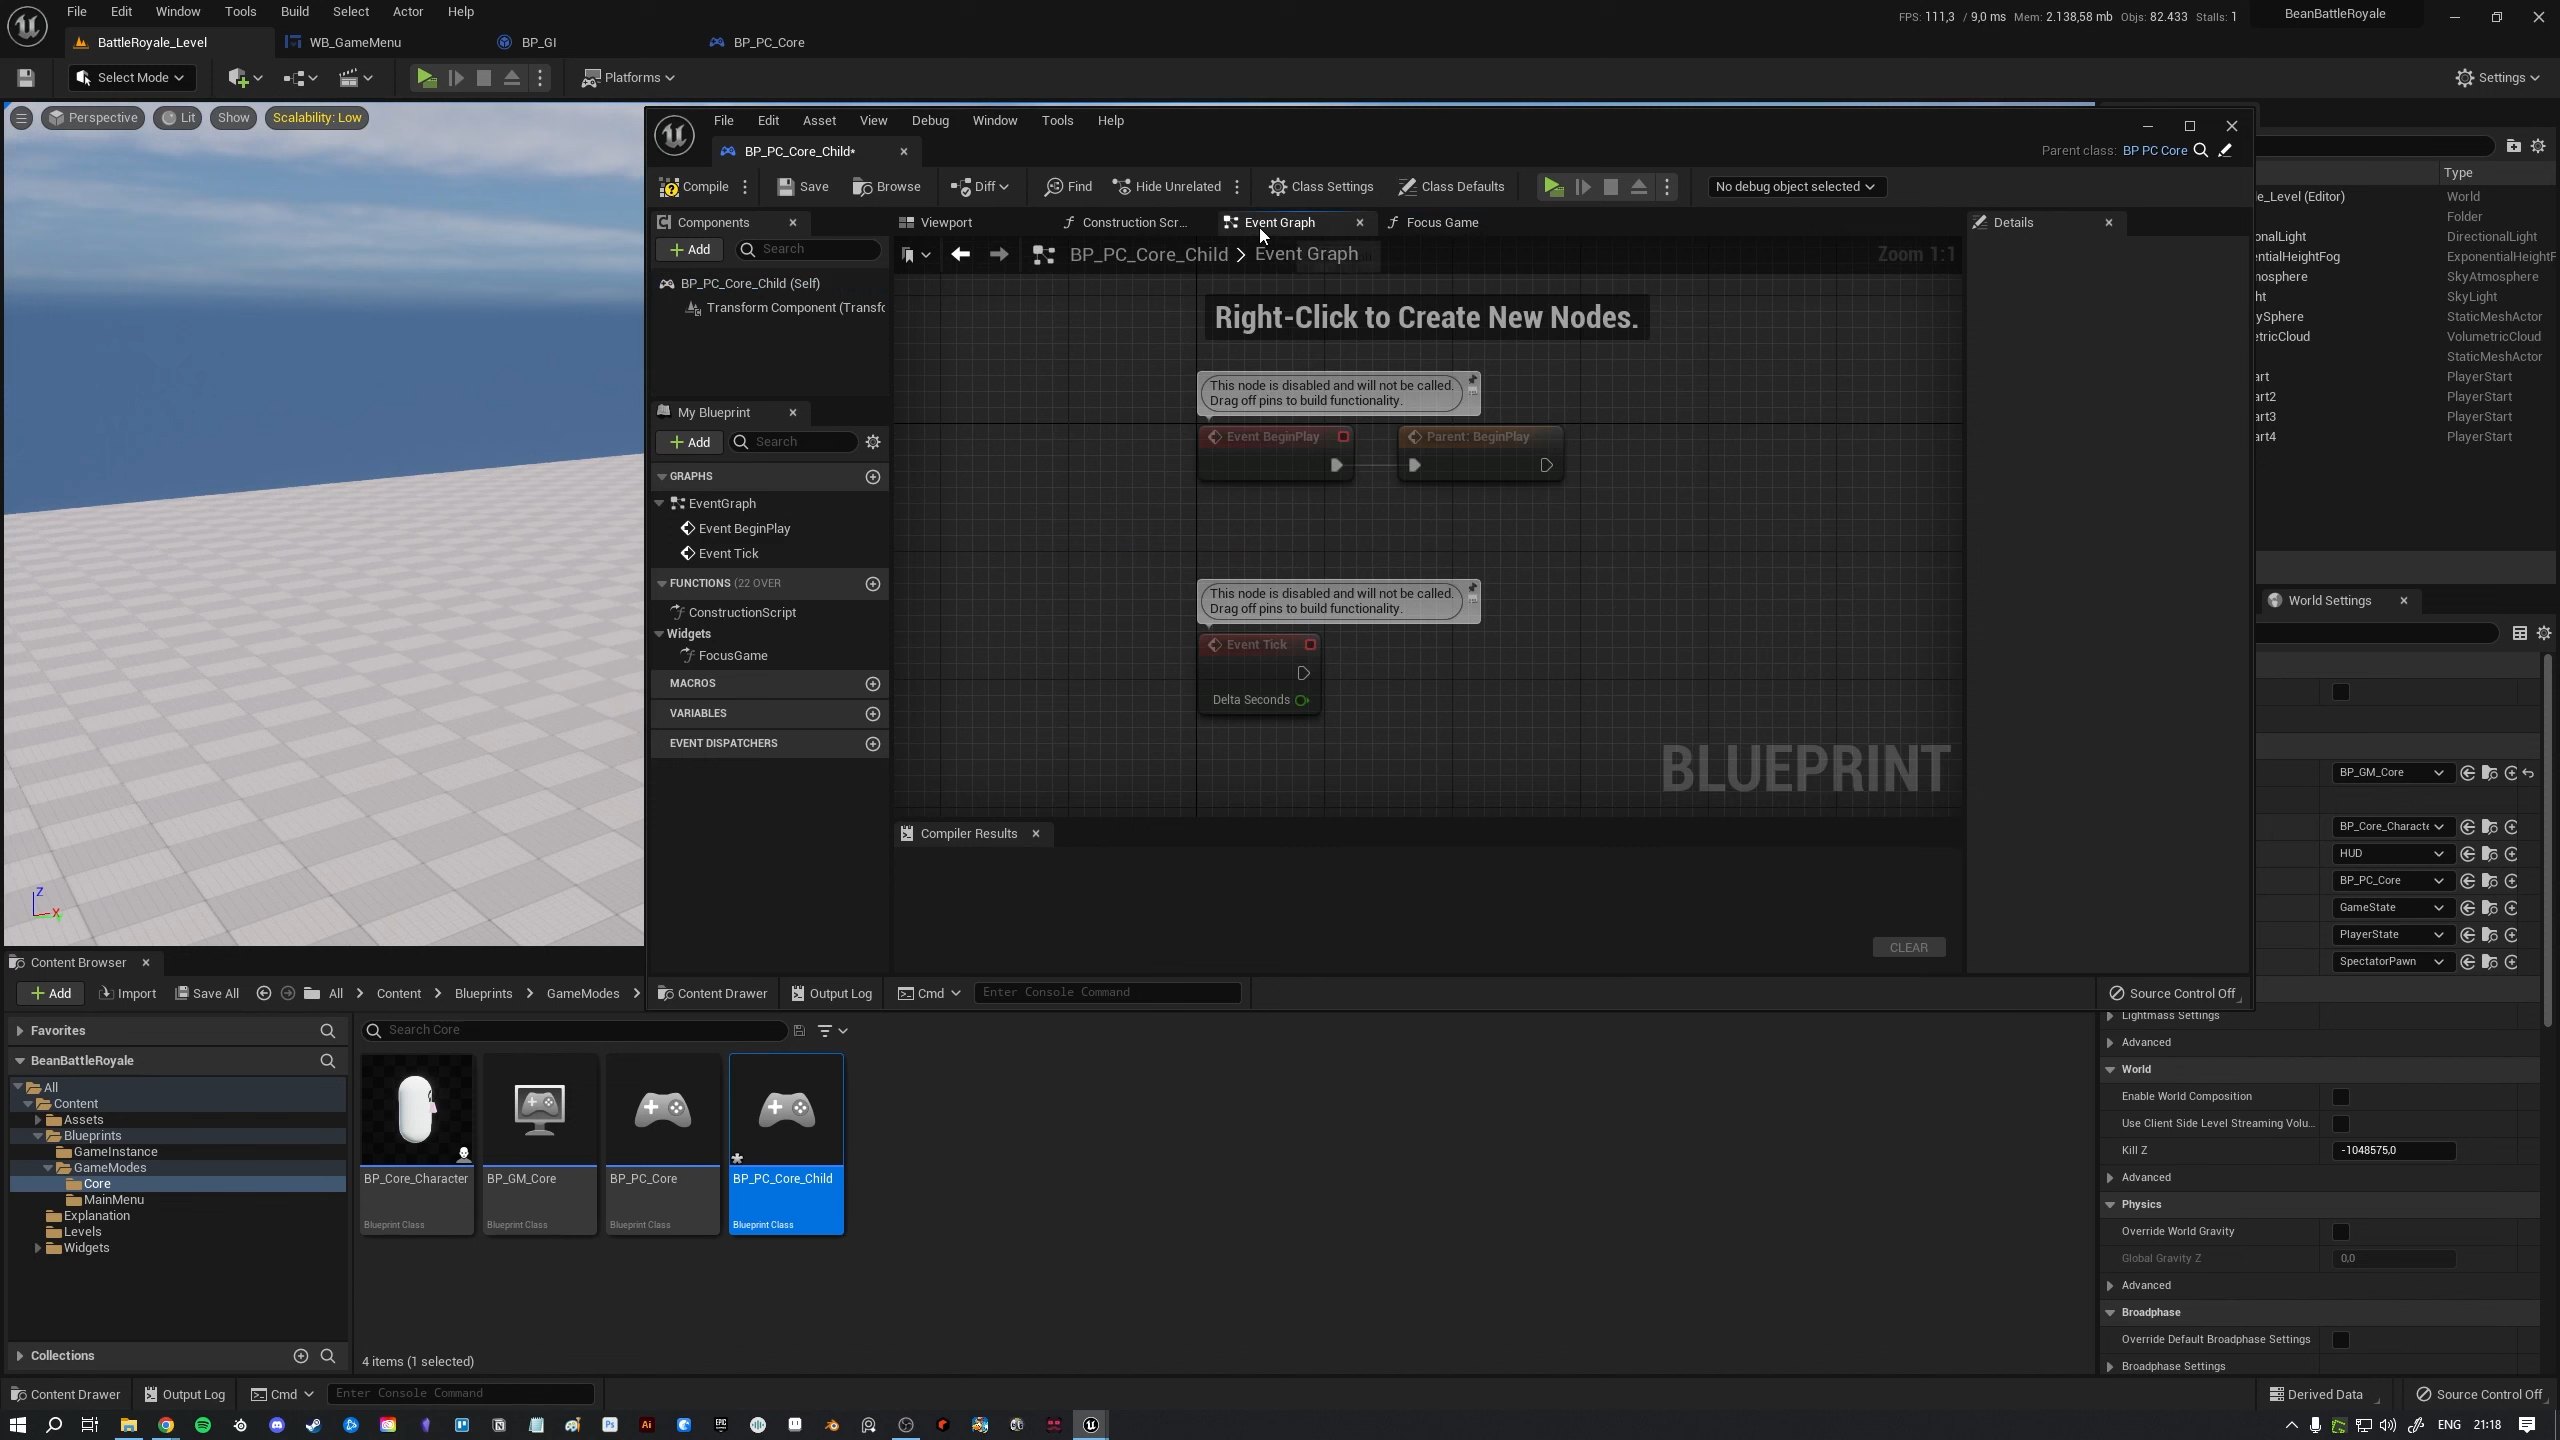 File Edit Window Tools Build Select Actor Help
FPS: 111,3 / 9,0 ms Mem: 2.138,58 mb Objs: 82.433 Stalls: 1
BeanBattleRoyale
BattleRoyale_Level
WB_GameMenu
BP_GI
BP_PC_Core
Select Mode
Platforms
Settings
Perspective
Lit
Show
Scalability: Low
File Edit Asset View Debug Window Tools Help
BP_PC_Core_Child*
Parent class: BP PC Core
Compile
Save
Browse
Diff
Find
Hide Unrelated
Class Settings
Class Defaults
No debug object selected
Components
Add
Search
BP_PC_Core_Child (Self)
Transform Component (Transfo
My Blueprint
Add
Search
GRAPHS
EventGraph
Event BeginPlay
Event Tick
FUNCTIONS (22 OVER
ConstructionScript
Widgets
FocusGame
MACROS
VARIABLES
EVENT DISPATCHERS
Viewport
Construction Scr...
Event Graph
Focus Game
BP_PC_Core_Child > Event Graph
Zoom 1:1
Right-Click to Create New Nodes.
This node is disabled and will not be called.
Drag off pins to build functionality.
Event BeginPlay
Parent: BeginPlay
This node is disabled and will not be called.
Drag off pins to build functionality.
Event Tick
Delta Seconds
BLUEPRINT
Compiler Results
CLEAR
Details
Content Drawer
Output Log
Cmd
Enter Console Command
Source Control Off
Type
le_Level (Editor) World
Folder
ionalLight DirectionalLight
entialHeightFog ExponentialHeightF
mosphere SkyAtmosphere
ht SkyLight
ySphere StaticMeshActor
etricCloud VolumetricCloud
StaticMeshActor
art PlayerStart
art2 PlayerStart
art3 PlayerStart
art4 PlayerStart
World Settings
BP_GM_Core
BP_Core_Characte
HUD
BP_PC_Core
GameState
PlayerState
SpectatorPawn
Lightmass Settings
Advanced
World
Enable World Composition
Use Client Side Level Streaming Volu...
Kill Z -1048575,0
Advanced
Physics
Override World Gravity
Global Gravity Z 0,0
Advanced
Broadphase
Override Default Broadphase Settings
Broadphase Settings
Z
X
Content Browser
Add
Import
Save All
All > Content > Blueprints > GameModes >
Favorites
BeanBattleRoyale
All
Content
Assets
Blueprints
GameInstance
GameModes
Core
MainMenu
Explanation
Levels
Widgets
Collections
Search Core
BP_Core_Character
Blueprint Class
BP_GM_Core
Blueprint Class
BP_PC_Core
Blueprint Class
BP_PC_Core_Child
Blueprint Class
4 items (1 selected)
Content Drawer
Output Log
Cmd
Enter Console Command
Derived Data
Source Control Off
ENG
21:18